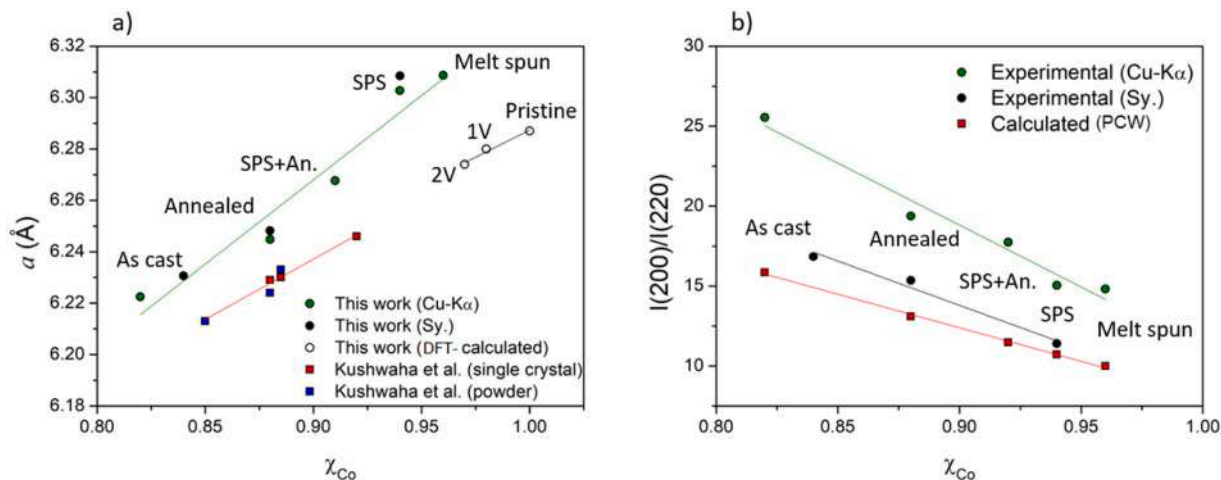 a)
6.32
6.30
6.28
6.26
6.24
6.22
6.20
6.18
a (Å)
Melt spun
SPS
Pristine
1V
2V
SPS+An.
Annealed
As cast
This work (Cu-Kα)
This work (Sy.)
This work (DFT- calculated)
Kushwaha et al. (single crystal)
Kushwaha et al. (powder)
0.80 0.85 0.90 0.95 1.00
χCo
b)
30
25
20
15
10
I(200)/I(220)
Experimental (Cu-Kα)
Experimental (Sy.)
Calculated (PCW)
As cast
Annealed
SPS+An.
SPS
Melt spun
0.80 0.85 0.90 0.95 1.00
χCo